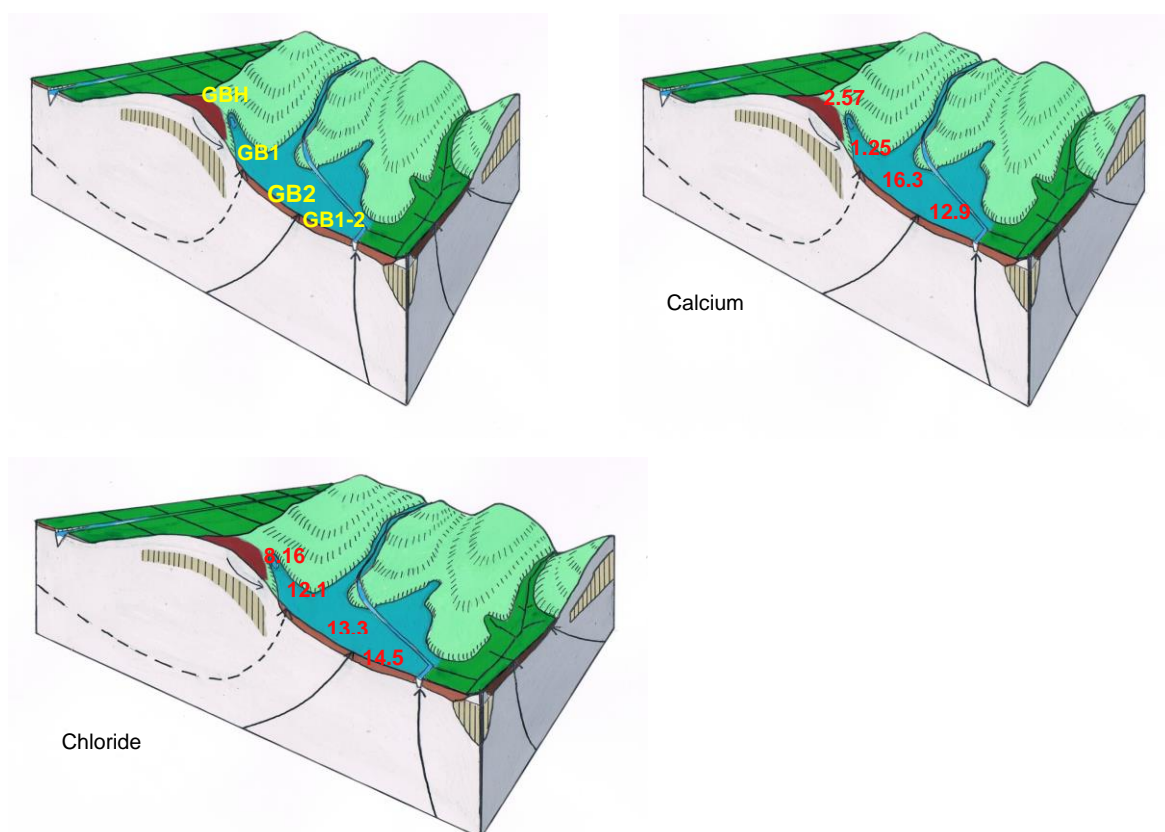 GBH
GB1
GB2
GB1-2
2.57
1.25
16.3
12.9
Calcium
8.16
12.1
13.3
14.5
Chloride